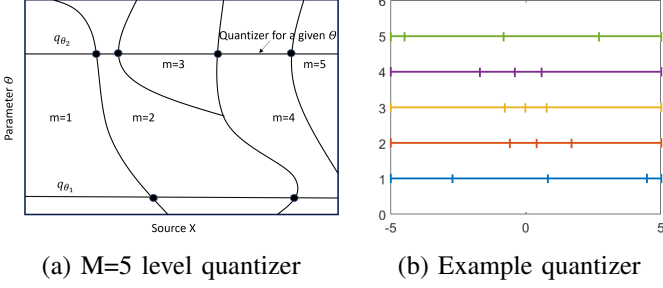 Parameter Θ
q_{θ_2}
Quantizer for a given Θ
m=3
m=5
m=1
m=2
m=4
q_{θ_1}
Source X
(a) M=5 level quantizer
6
5
4
3
2
1
0
-5
0
5
(b) Example quantizer